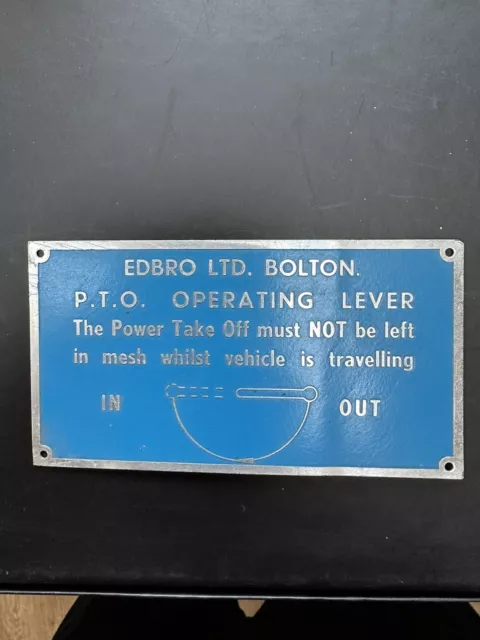 EDBRO LTD. BOLTON.
P.T.O. OPERATING LEVER
The Power Take Off must NOT be left
in mesh whilst vehicle is travelling
IN OUT